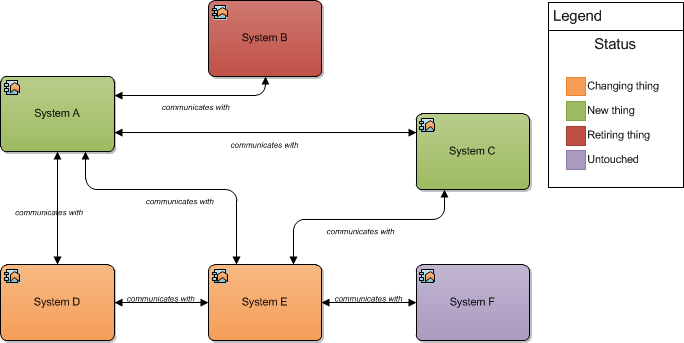 System B
Legend
Status
Changing thing
New thing
Retiring thing
Untouched
System A
communicates with
communicates with
System C
communicates with
communicates with
communicates with
System D
communicates with
System E
communicates with
System F